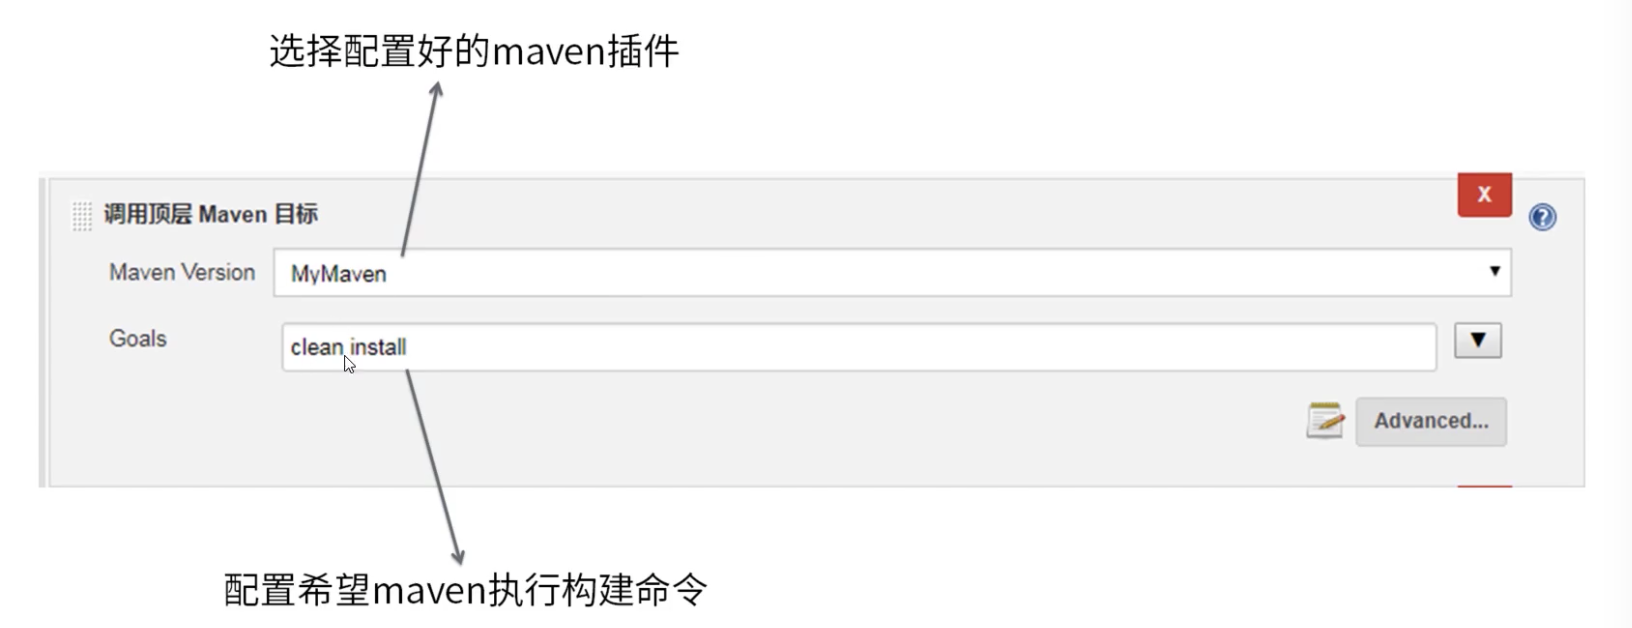 选择配置好的maven插件
调用顶层 Maven 目标
X
?
Maven Version
MyMaven
Goals
clean install
Advanced...
配置希望maven执行构建命令